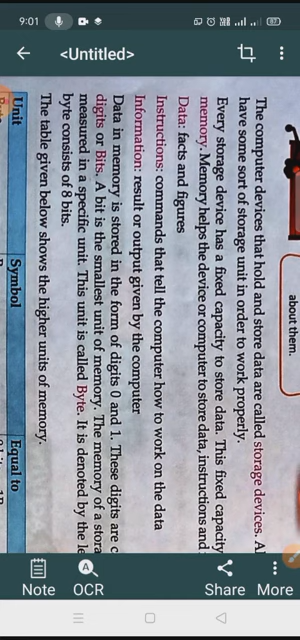 9:01
<Untitled>
about them.
The computer devices that hold and store data are called storage devices. Al
have some sort of storage unit in order to work properly.
Every storage device has a fixed capacity to store data. This fixed capacity
memory. Memory helps the device or computer to store data, instructions and
Data: facts and figures
Instructions: commands that tell the computer how to work on the data
Information: result or output given by the computer
Data in memory is stored in the form of digits 0 and 1. These digits are c
digits or Bits. A bit is the smallest unit of memory. The memory of a stora
measured in a specific unit. This unit is called Byte. It is denoted by the le
byte consists of 8 bits.
The table given below shows the higher units of memory.
Unit Symbol Equal to
Note OCR Share More